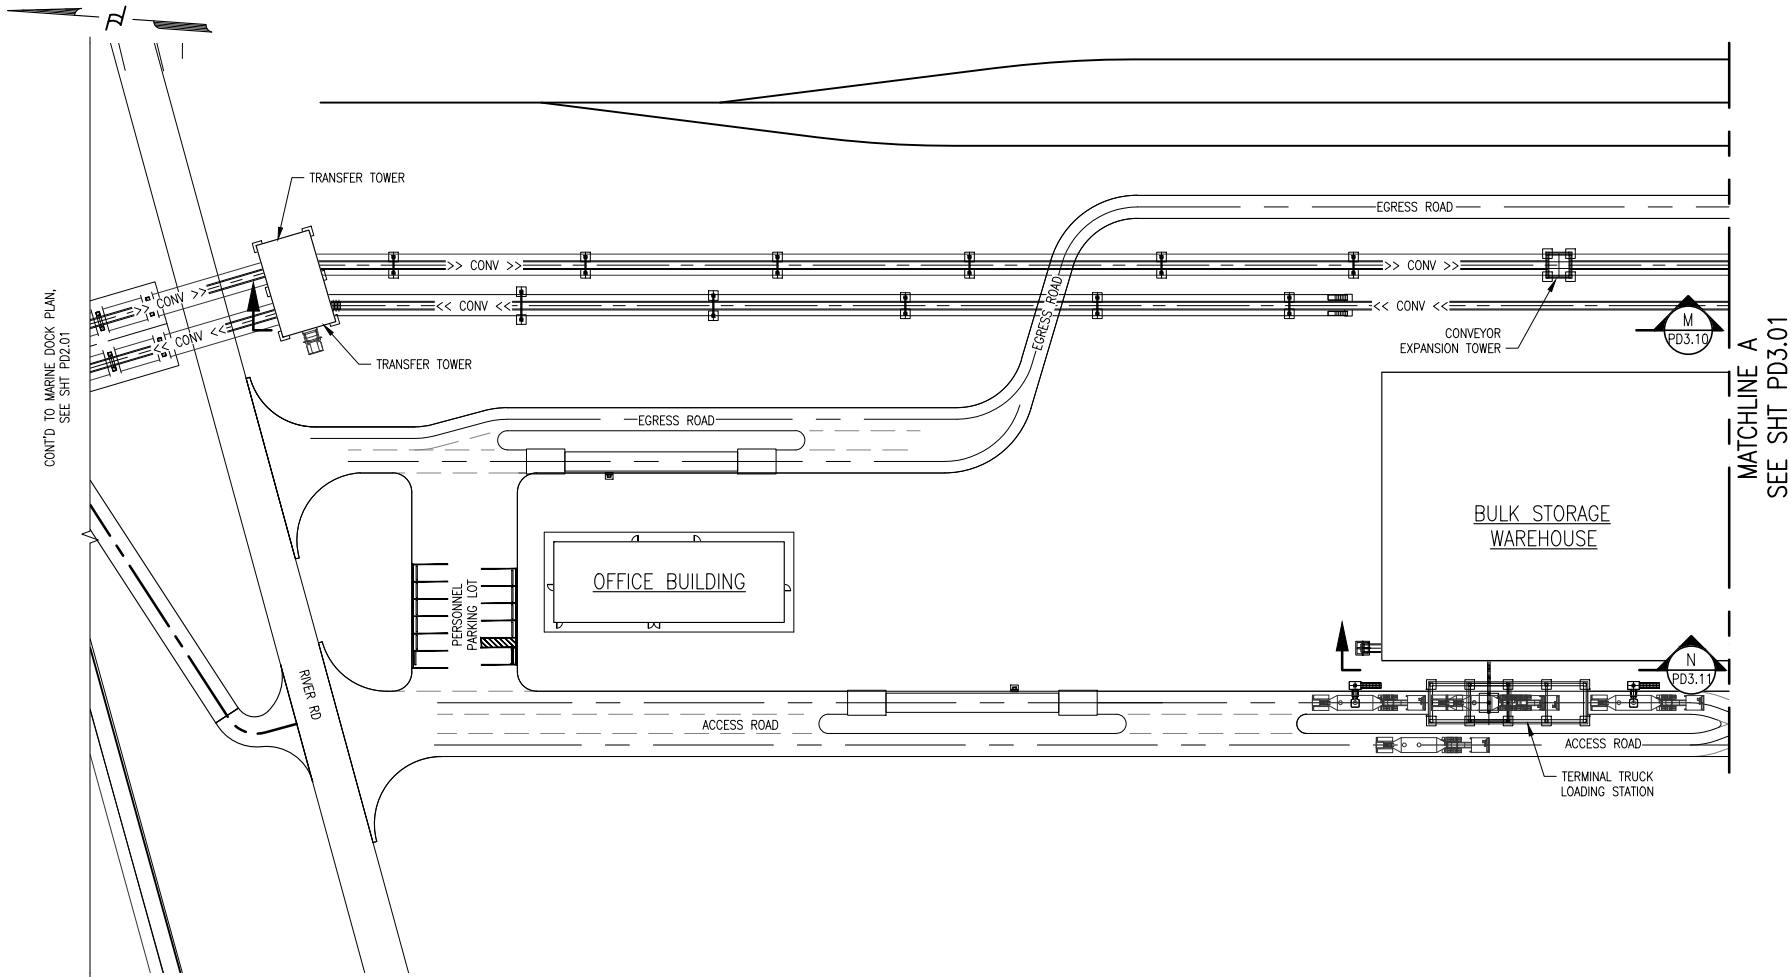 N
TRANSFER TOWER
EGRESS ROAD
>> CONV >>
>> CONV >>
>> CONV >>
<< CONV <<
<< CONV <<
<< CONV <<
TRANSFER TOWER
EGRESS ROAD
CONVEYOR
EXPANSION TOWER
M
PD3.10
CONT'D TO MARINE DOCK PLAN,
SEE SHT PD2.01
MATCHLINE A
SEE SHT PD3.01
EGRESS ROAD
BULK STORAGE
WAREHOUSE
OFFICE BUILDING
PERSONNEL
PARKING LOT
RIVER RD
N
PD3.11
ACCESS ROAD
ACCESS ROAD
TERMINAL TRUCK
LOADING STATION